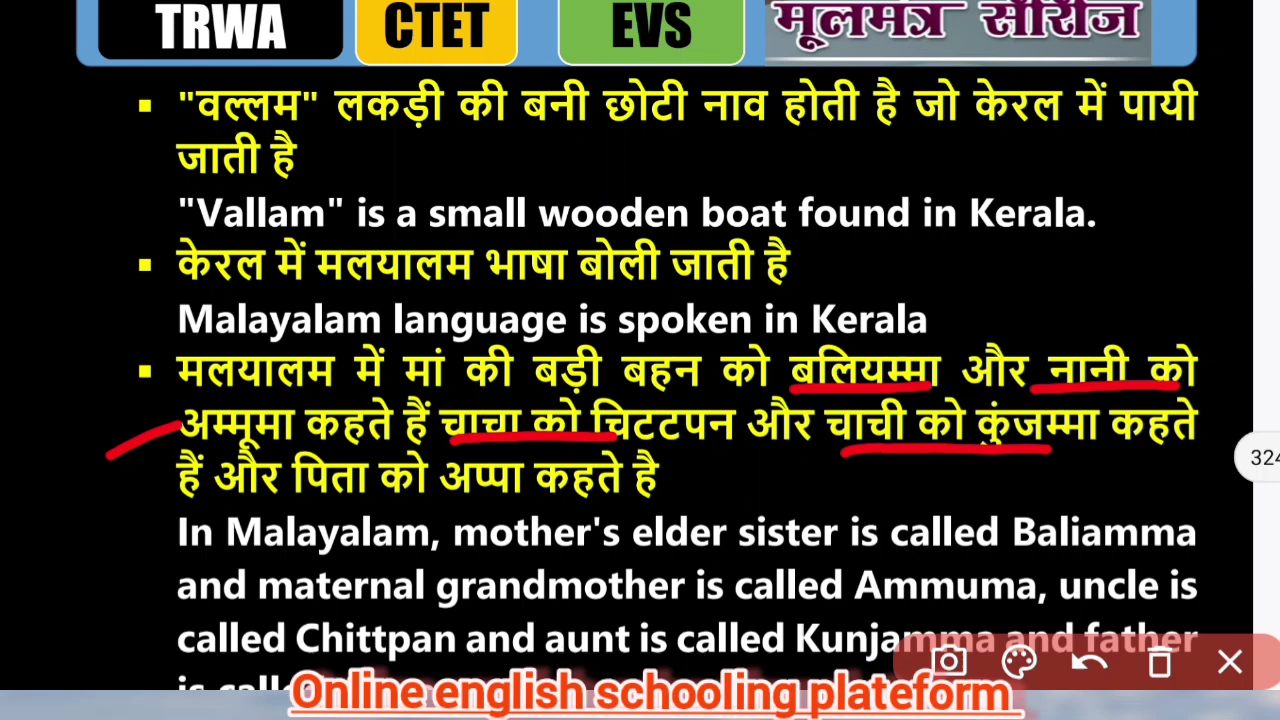 TRWA CTET EVS मूलमंत्र सीरीज
▪ "वल्लम" लकड़ी की बनी छोटी नाव होती है जो केरल में पायी
जाती है
"Vallam" is a small wooden boat found in Kerala.
▪ केरल में मलयालम भाषा बोली जाती है
Malayalam language is spoken in Kerala
▪ मलयालम में मां की बड़ी बहन को बलियम्मा और नानी को
अम्मूमा कहते हैं चाचा को चिटटपन और चाची को कुंजम्मा कहते
हैं और पिता को अप्पा कहते है
In Malayalam, mother's elder sister is called Baliamma
and maternal grandmother is called Ammuma, uncle is
called Chittpan and aunt is called Kunjamma and father
is
Online english schooling plateform
324